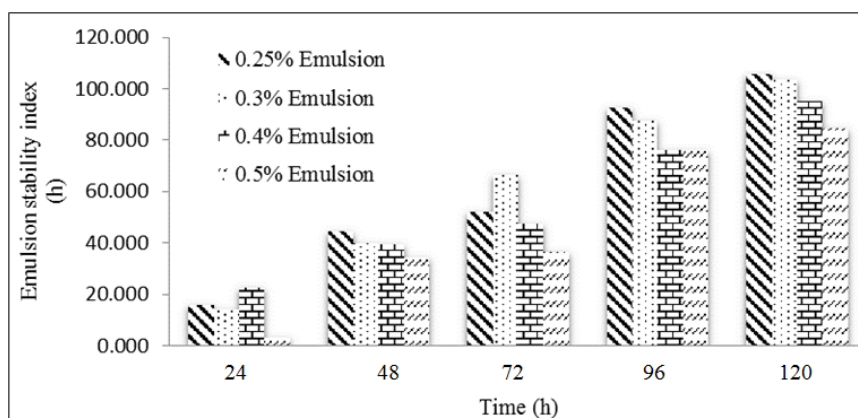 120.000
100.000
80.000
60.000
40.000
20.000
0.000
Emulsion stability index
(h)
0.25% Emulsion
0.3% Emulsion
0.4% Emulsion
0.5% Emulsion
24 48 72 96 120
Time (h)